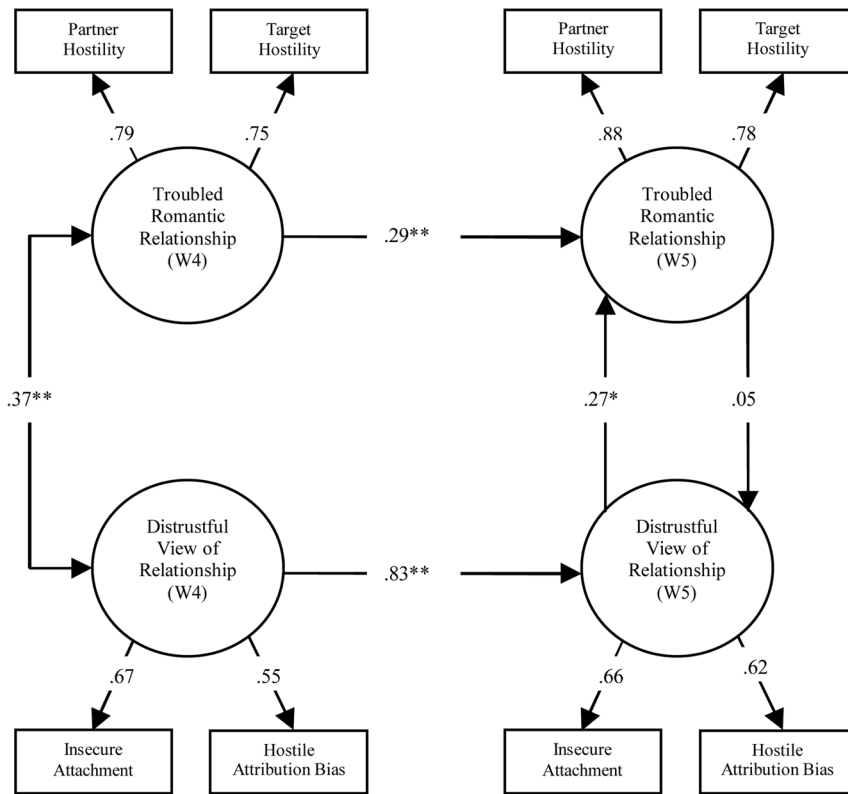 Partner
Hostility
Target
Hostility
Partner
Hostility
Target
Hostility
.79
.75
.88
.78
Troubled
Romantic
Relationship
(W4)
Troubled
Romantic
Relationship
(W5)
.29**
.37**
.27*
.05
Distrustful
View of
Relationship
(W4)
Distrustful
View of
Relationship
(W5)
.83**
.67
.55
.66
.62
Insecure
Attachment
Hostile
Attribution Bias
Insecure
Attachment
Hostile
Attribution Bias